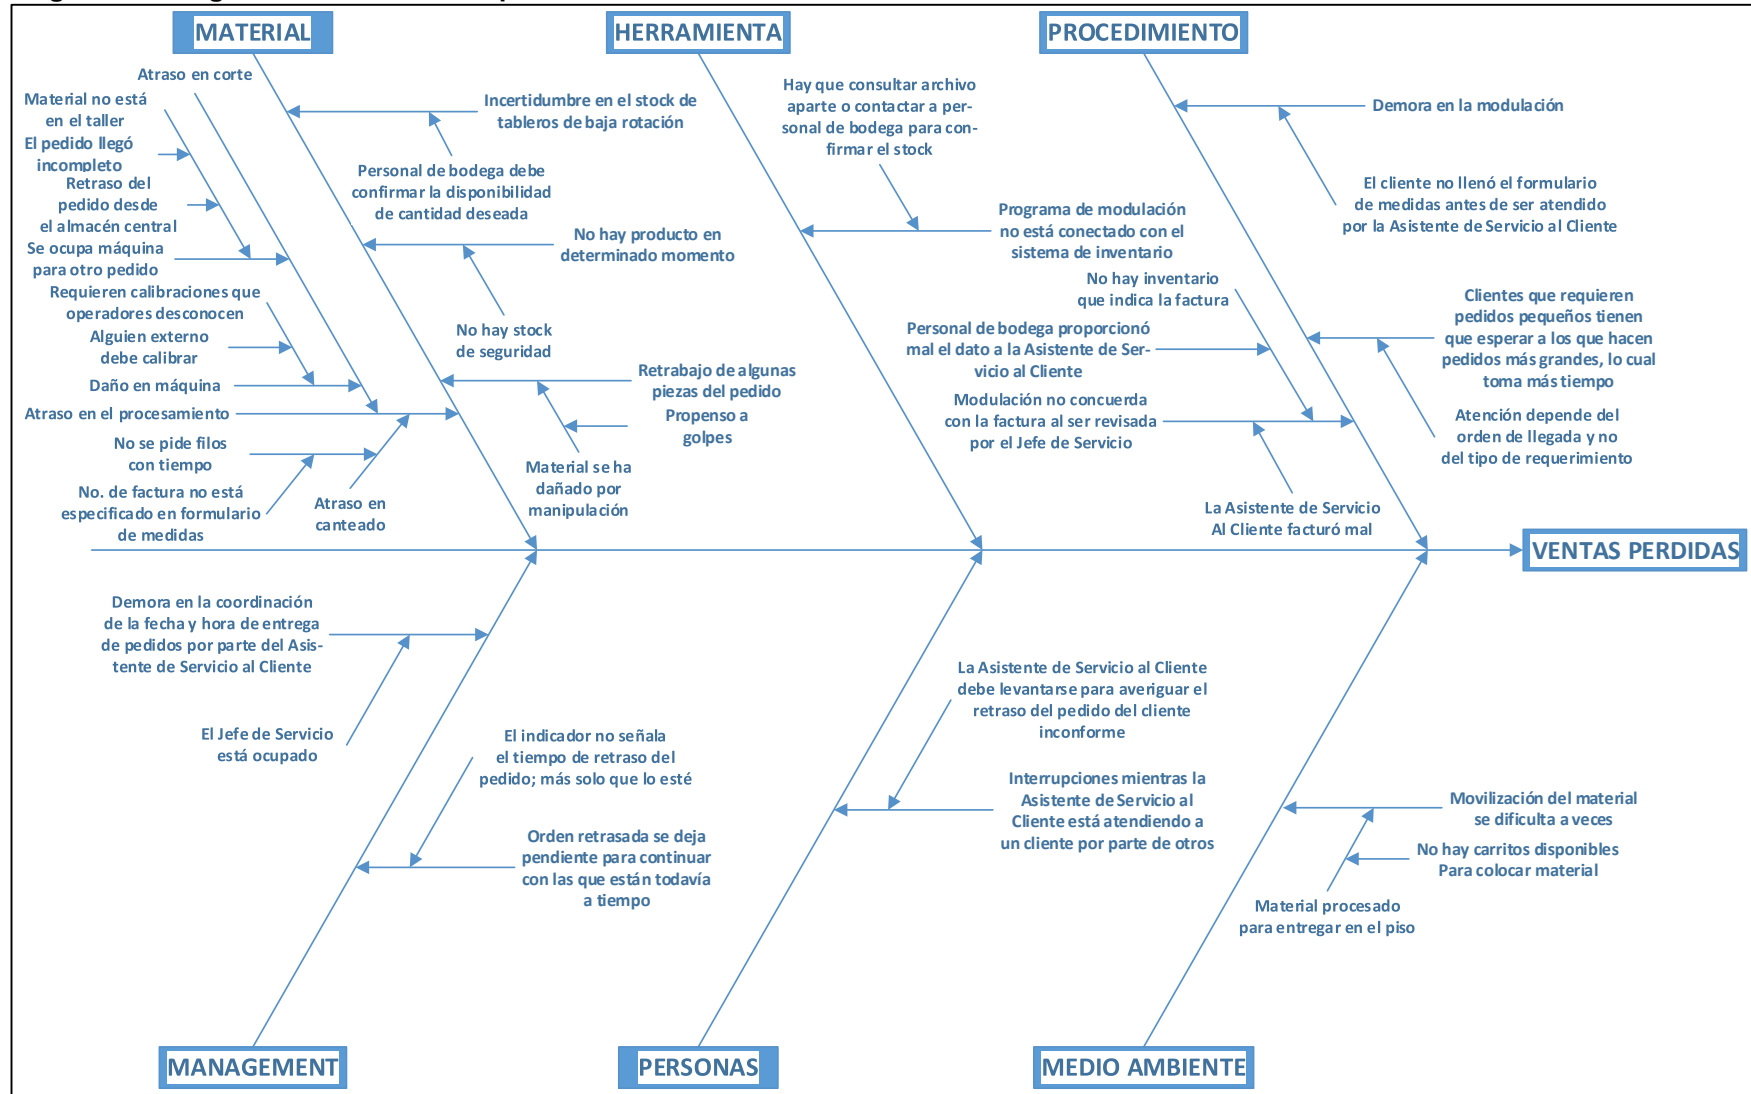 MATERIAL
HERRAMIENTA
PROCEDIMIENTO
Atraso en corte
Material no está
en el taller
El pedido llegó
incompleto
Retraso del
pedido desde
el almacén central
Se ocupa máquina
para otro pedido
Requieren calibraciones que
operadores desconocen
Alguien externo
debe calibrar
Daño en máquina
Atraso en el procesamiento
No se pide filos
con tiempo
No. de factura no está
especificado en formulario
de medidas
Atraso en
canteado
Incertidumbre en el stock de
tableros de baja rotación
Personal de bodega debe
confirmar la disponibilidad
de cantidad deseada
No hay producto en
determinado momento
No hay stock
de seguridad
Retrabajo de algunas
piezas del pedido
Propenso a
golpes
Material se ha
dañado por
manipulación
Hay que consultar archivo
aparte o contactar a per-
sonal de bodega para con-
firmar el stock
Programa de modulación
no está conectado con el
sistema de inventario
No hay inventario
que indica la factura
Personal de bodega proporcionó
mal el dato a la Asistente de Ser-
vicio al Cliente
Modulación no concuerda
con la factura al ser revisada
por el Jefe de Servicio
La Asistente de Servicio
Al Cliente facturó mal
Demora en la modulación
El cliente no llenó el formulario
de medidas antes de ser atendido
por la Asistente de Servicio al Cliente
Clientes que requieren
pedidos pequeños tienen
que esperar a los que hacen
pedidos más grandes, lo cual
toma más tiempo
Atención depende del
orden de llegada y no
del tipo de requerimiento
VENTAS PERDIDAS
Demora en la coordinación
de la fecha y hora de entrega
de pedidos por parte del Asis-
tente de Servicio al Cliente
El Jefe de Servicio
está ocupado
El indicador no señala
el tiempo de retraso del
pedido; más solo que lo esté
Orden retrasada se deja
pendiente para continuar
con las que están todavía
a tiempo
La Asistente de Servicio al Cliente
debe levantarse para averiguar el
retraso del pedido del cliente
inconforme
Interrupciones mientras la
Asistente de Servicio al
Cliente está atendiendo a
un cliente por parte de otros
Movilización del material
se dificulta a veces
No hay carritos disponibles
Para colocar material
Material procesado
para entregar en el piso
MANAGEMENT
PERSONAS
MEDIO AMBIENTE